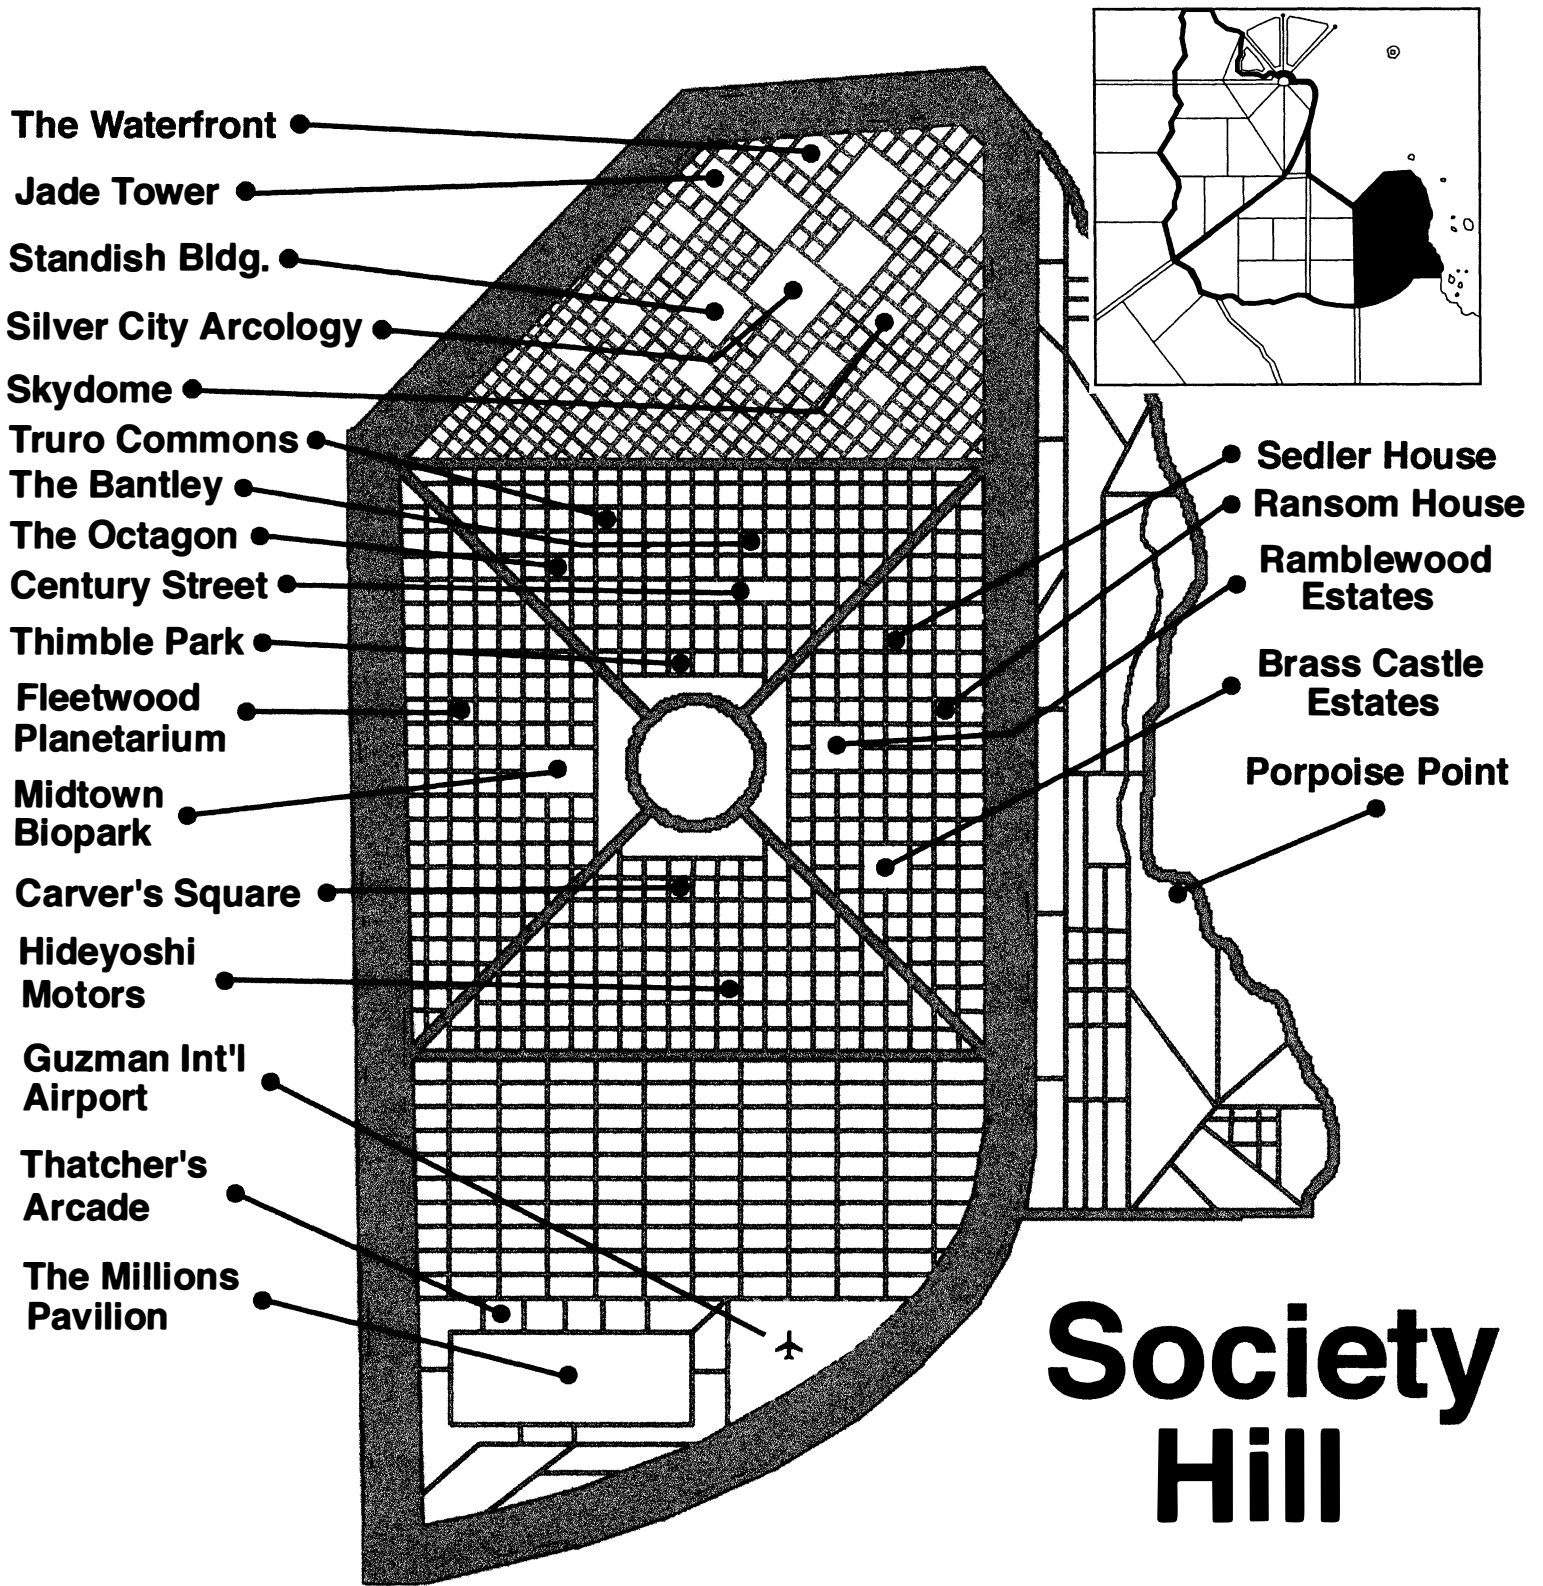 The Waterfront
Jade Tower
Standish Bldg.
Silver City Arcology
Skydome
Truro Commons
The Bantley
The Octagon
Century Street
Thimble Park
Fleetwood
Planetarium
Midtown
Biopark
Carver's Square
Hideyoshi
Motors
Guzman Int'l
Airport
Thatcher's
Arcade
The Millions
Pavilion
Sedler House
Ransom House
Ramblewood
Estates
Brass Castle
Estates
Porpoise Point
Society
Hill